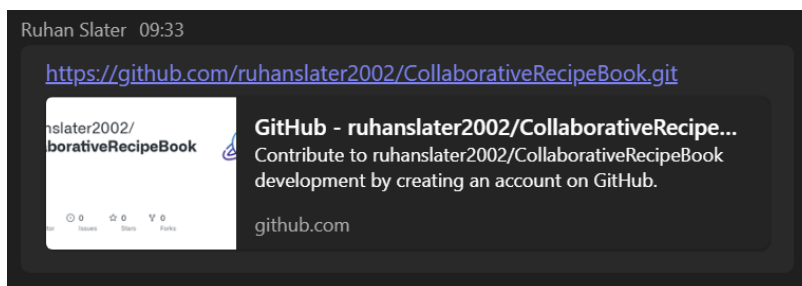 Ruhan Slater 09:33
https://github.com/ruhanslater2002/CollaborativeRecipeBook.git
nslater2002/
borativeRecipeBook
0 0 0
Issues Stars Forks
GitHub - ruhanslater2002/CollaborativeRecipe...
Contribute to ruhanslater2002/CollaborativeRecipeBook
development by creating an account on GitHub.
github.com